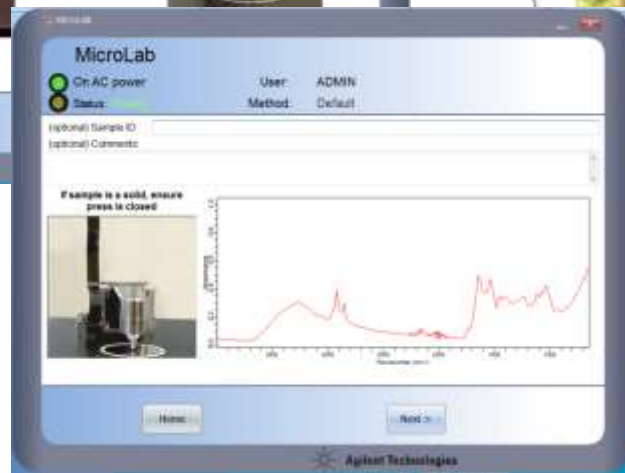 MicroLab
MicroLab
On AC power
User: ADMIN
Status:
Method: Default
(optional) Sample ID
(optional) Comments
If sample is a solid, ensure
press is closed
Home
Next >
Agilent Technologies